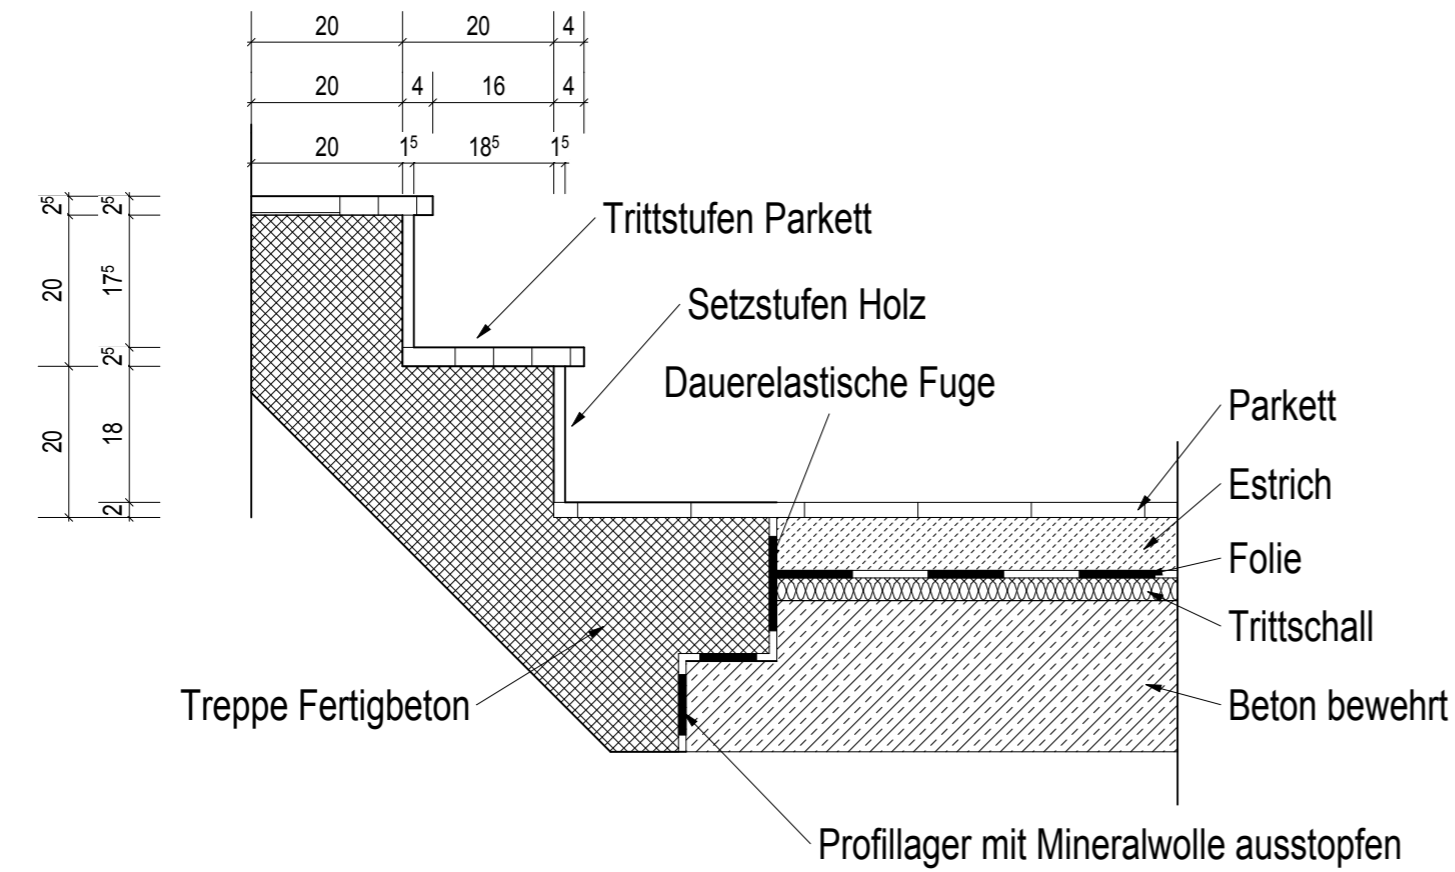 20 20 4
20 4 16 4
20 1⁵ 18⁵ 1⁵
2⁵ 2⁵
20 17⁵
2⁵
20 18
2
Trittstufen Parkett
Setzstufen Holz
Dauerelastische Fuge
Parkett
Estrich
Folie
Trittschall
Treppe Fertigbeton
Beton bewehrt
Profillager mit Mineralwolle ausstopfen